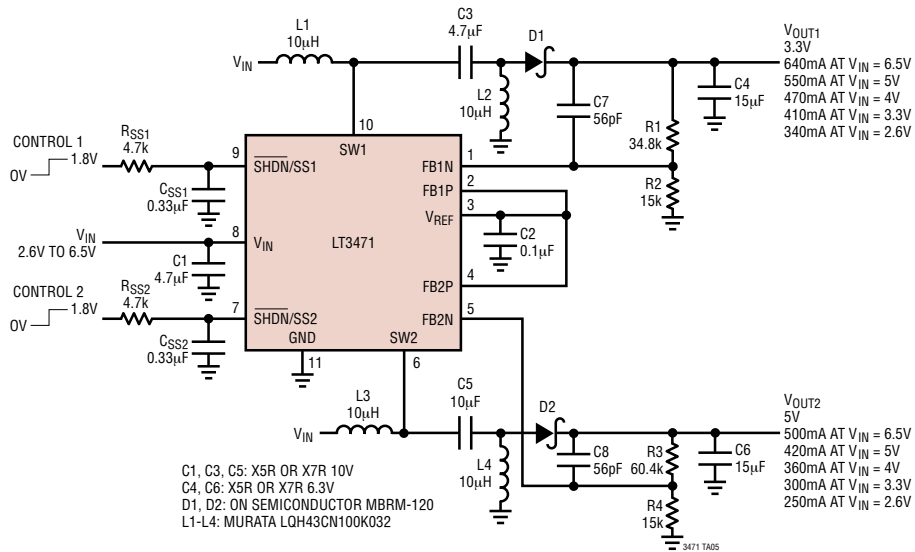 L1
10µH
VIN
C3
4.7µF
D1
L2
10µH
C7
56pF
C4
15µF
R1
34.8k
R2
15k
VOUT1
3.3V
640mA AT VIN = 6.5V
550mA AT VIN = 5V
470mA AT VIN = 4V
410mA AT VIN = 3.3V
340mA AT VIN = 2.6V
CONTROL 1
0V
1.8V
RSS1
4.7k
CSS1
0.33µF
VIN
2.6V TO 6.5V
C1
4.7µF
CONTROL 2
0V
1.8V
RSS2
4.7k
CSS2
0.33µF
10
SW1
9
SHDN/SS1
8
VIN
7
SHDN/SS2
GND
11
SW2
6
LT3471
FB1N
1
FB1P
2
VREF
3
FB2P
4
FB2N
5
C2
0.1µF
L3
10µH
VIN
C5
10µF
D2
L4
10µH
C8
56pF
R3
60.4k
R4
15k
C6
15µF
VOUT2
5V
500mA AT VIN = 6.5V
420mA AT VIN = 5V
360mA AT VIN = 4V
300mA AT VIN = 3.3V
250mA AT VIN = 2.6V
C1, C3, C5: X5R OR X7R 10V
C4, C6: X5R OR X7R 6.3V
D1, D2: ON SEMICONDUCTOR MBRM-120
L1-L4: MURATA LQH43CN100K032
3471 TA05